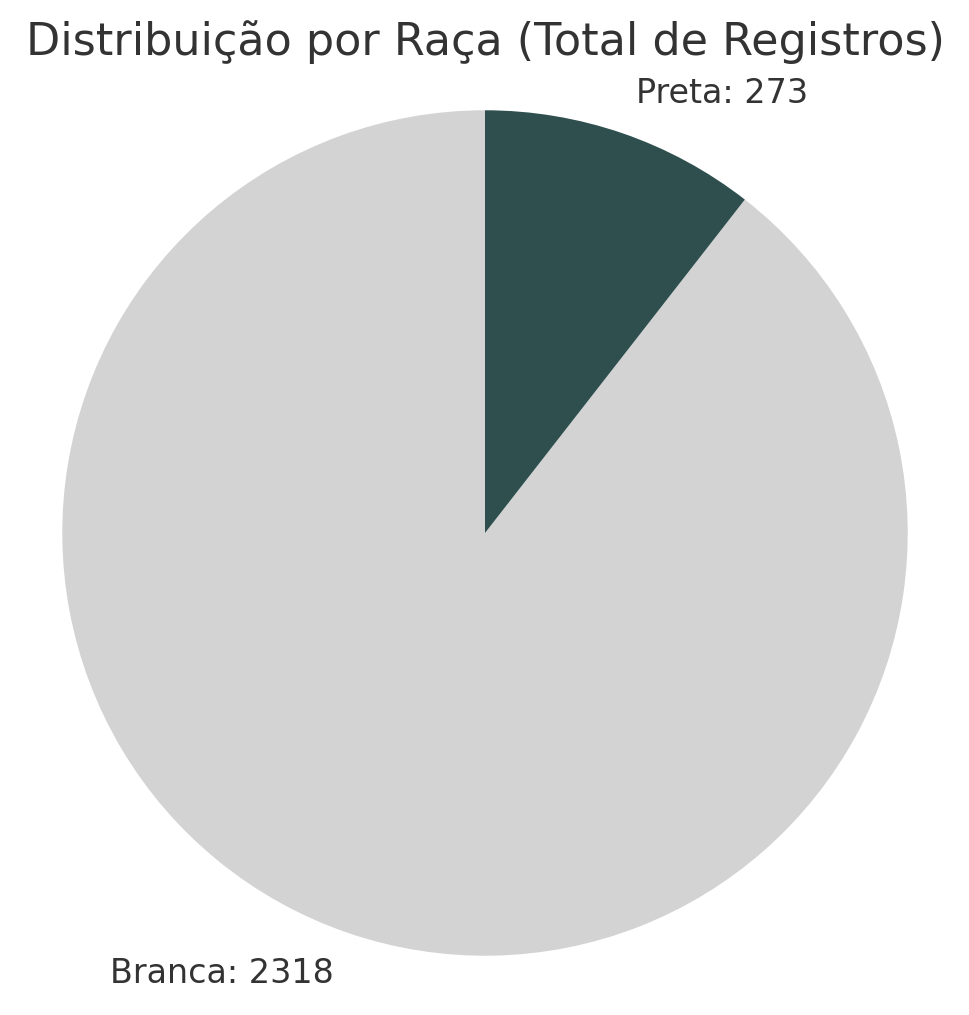 Distribuição por Raça (Total de Registros)
Preta: 273
Branca: 2318